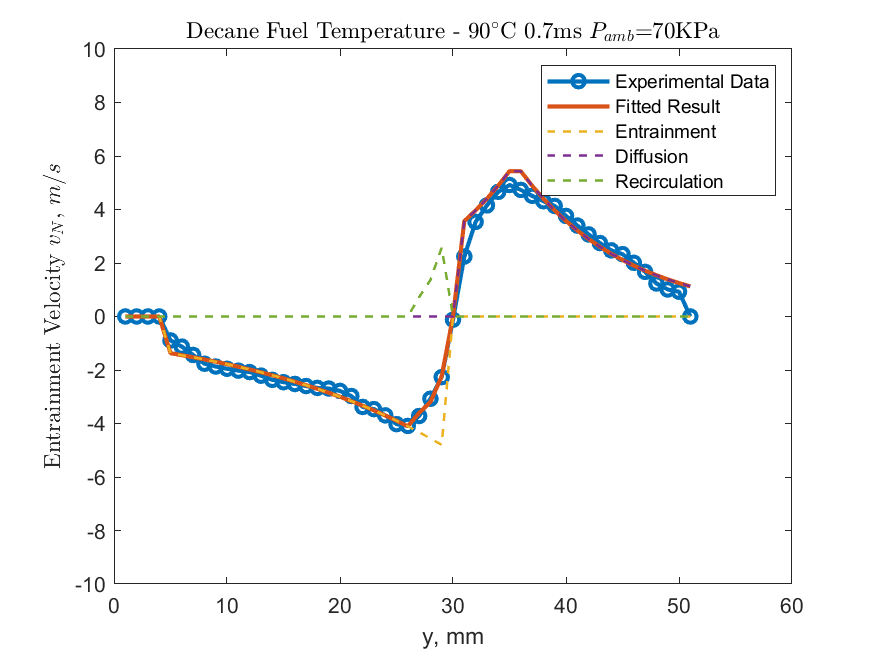 Decane Fuel Temperature - 90°C 0.7ms P_amb=70KPa
10
8
6
4
2
0
-2
-4
-6
-8
-10
Entrainment Velocity v_N, m/s
Experimental Data
Fitted Result
Entrainment
Diffusion
Recirculation
0 10 20 30 40 50 60
y, mm